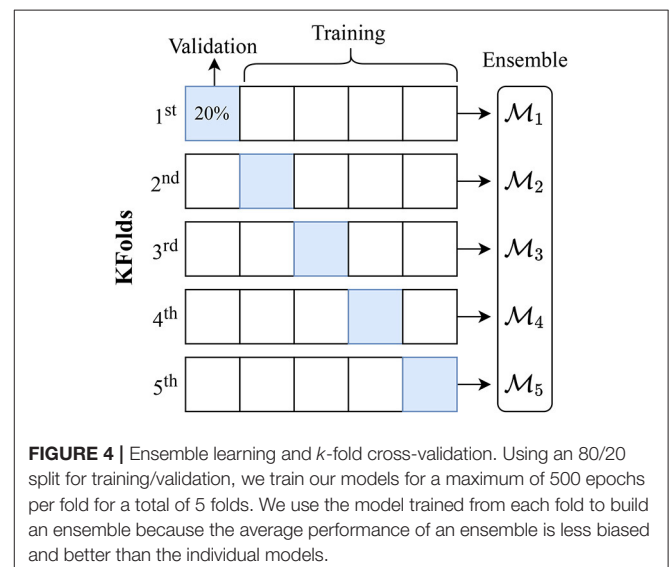 Validation
Training
Ensemble
1st 20% M1
2nd M2
3rd M3
4th M4
5th M5
KFolds
FIGURE 4 | Ensemble learning and k-fold cross-validation. Using an 80/20
split for training/validation, we train our models for a maximum of 500 epochs
per fold for a total of 5 folds. We use the model trained from each fold to build
an ensemble because the average performance of an ensemble is less biased
and better than the individual models.